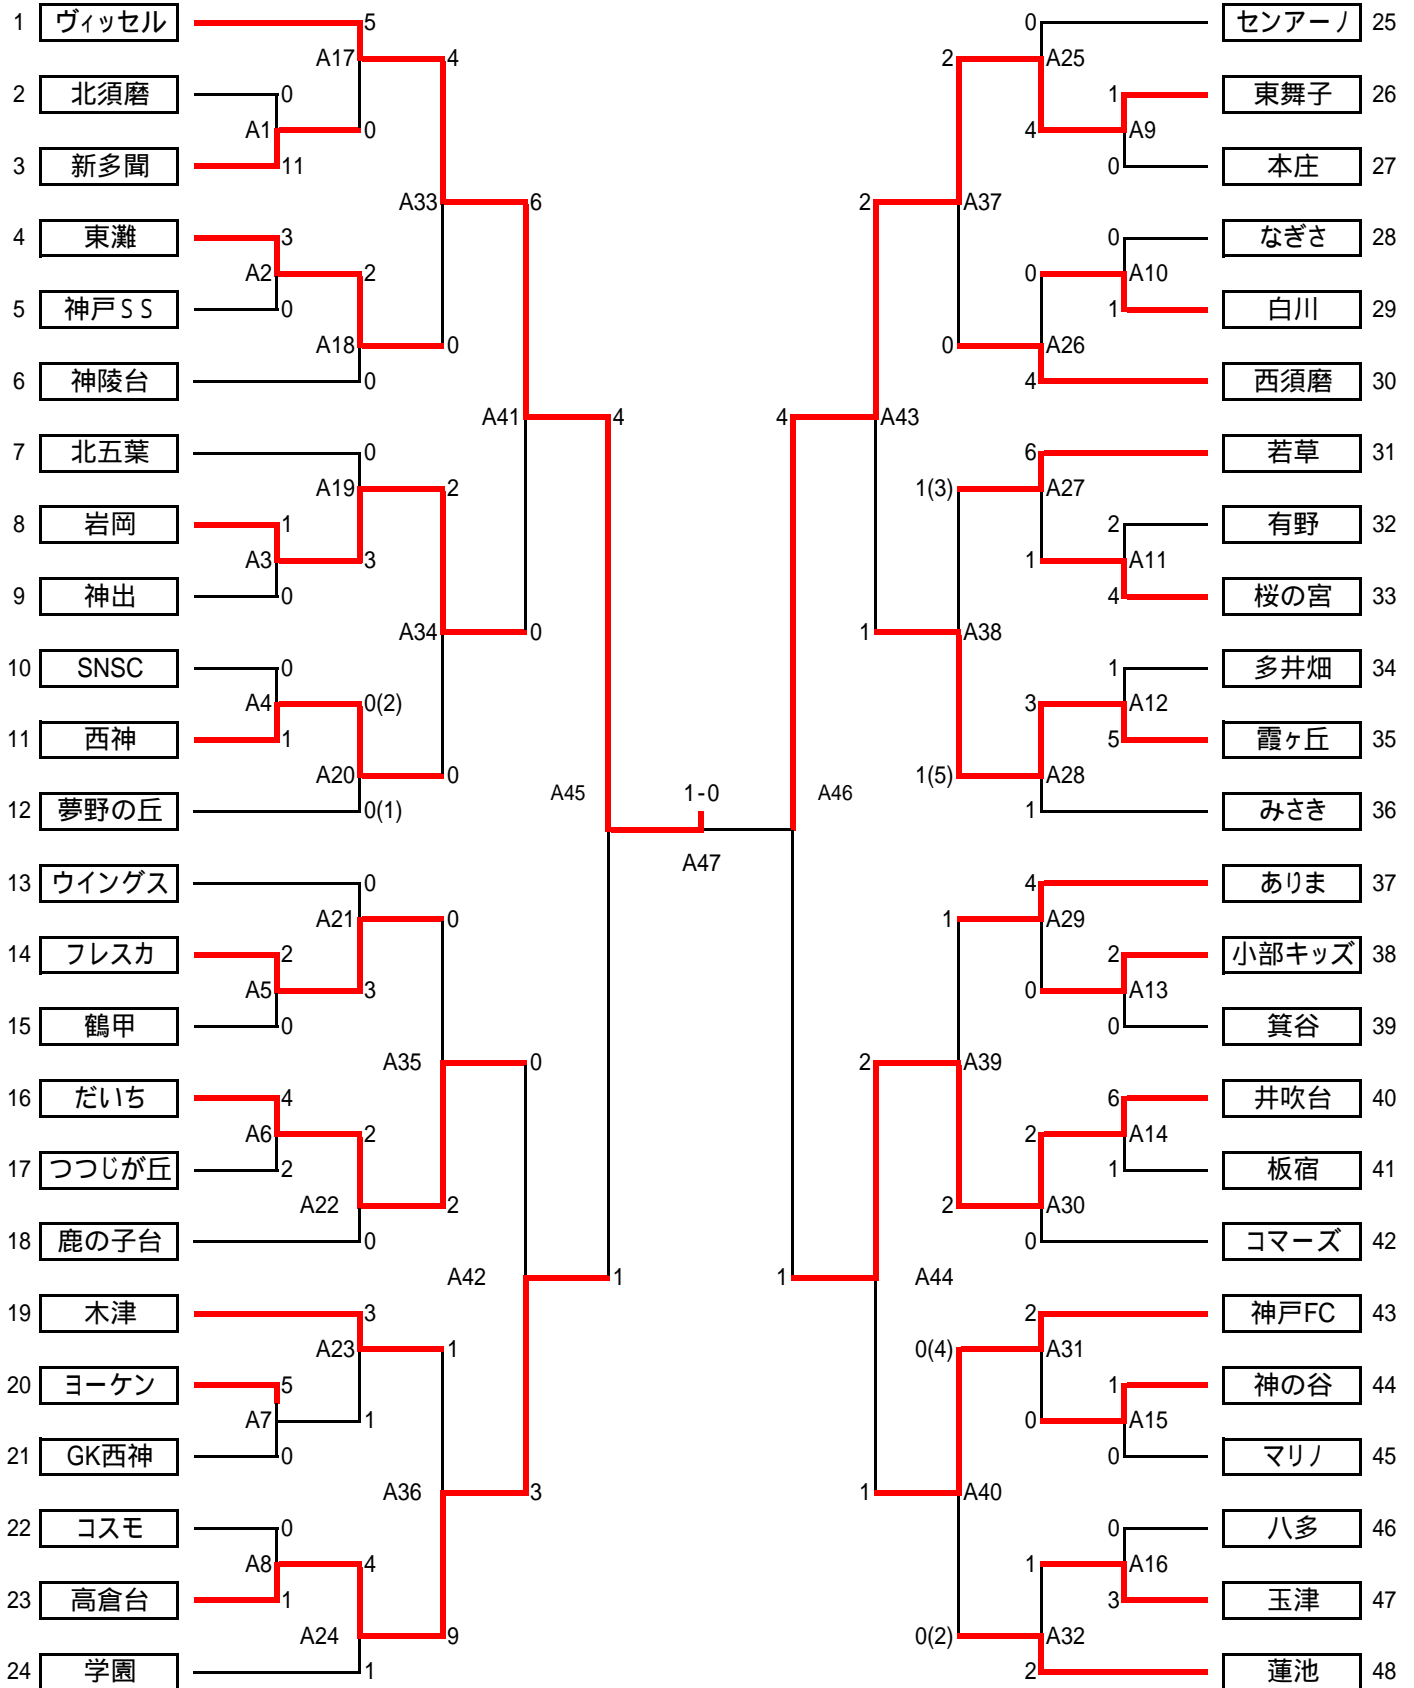 1 ヴィッセル 5 0 センアーノ 25
A17 4 2 A25
2 北須磨 0 1 東舞子 26
A1 0 4 A9
3 新多聞 11 0 本庄 27
A33 6 2 A37
4 東灘 3 0 なぎさ 28
A2 2 0 A10
5 神戸SS 0 1 白川 29
A18 0 0 A26
6 神陵台 0 4 西須磨 30
A41 4 4 A43
7 北五葉 0 6 若草 31
A19 2 1(3) A27
8 岩岡 1 2 有野 32
A3 3 1 A11
9 神出 0 4 桜の宮 33
A34 0 1 A38
10 SNSC 0 1 多井畑 34
A4 0(2) 3 A12
11 西神 1 5 霞ヶ丘 35
A20 0 1(5) A28
A45 1-0 A46
12 夢野の丘 0(1) 1 みさき 36
A47
13 ウイングス 0 4 ありま 37
A21 0 1 A29
14 フレスカ 2 2 小部キッズ 38
A5 3 0 A13
15 鶴甲 0 0 箕谷 39
A35 0 2 A39
16 だいち 4 6 井吹台 40
A6 2 2 A14
17 つつじが丘 2 1 板宿 41
A22 2 2 A30
18 鹿の子台 0 0 コマーズ 42
A42 1 1 A44
19 木津 3 2 神戸FC 43
A23 1 0(4) A31
20 ヨーケン 5 1 神の谷 44
A7 1 0 A15
21 GK西神 0 0 マリノ 45
A36 3 1 A40
22 コスモ 0 0 八多 46
A8 4 1 A16
23 高倉台 1 3 玉津 47
A24 9 0(2) A32
24 学園 1 2 蓮池 48